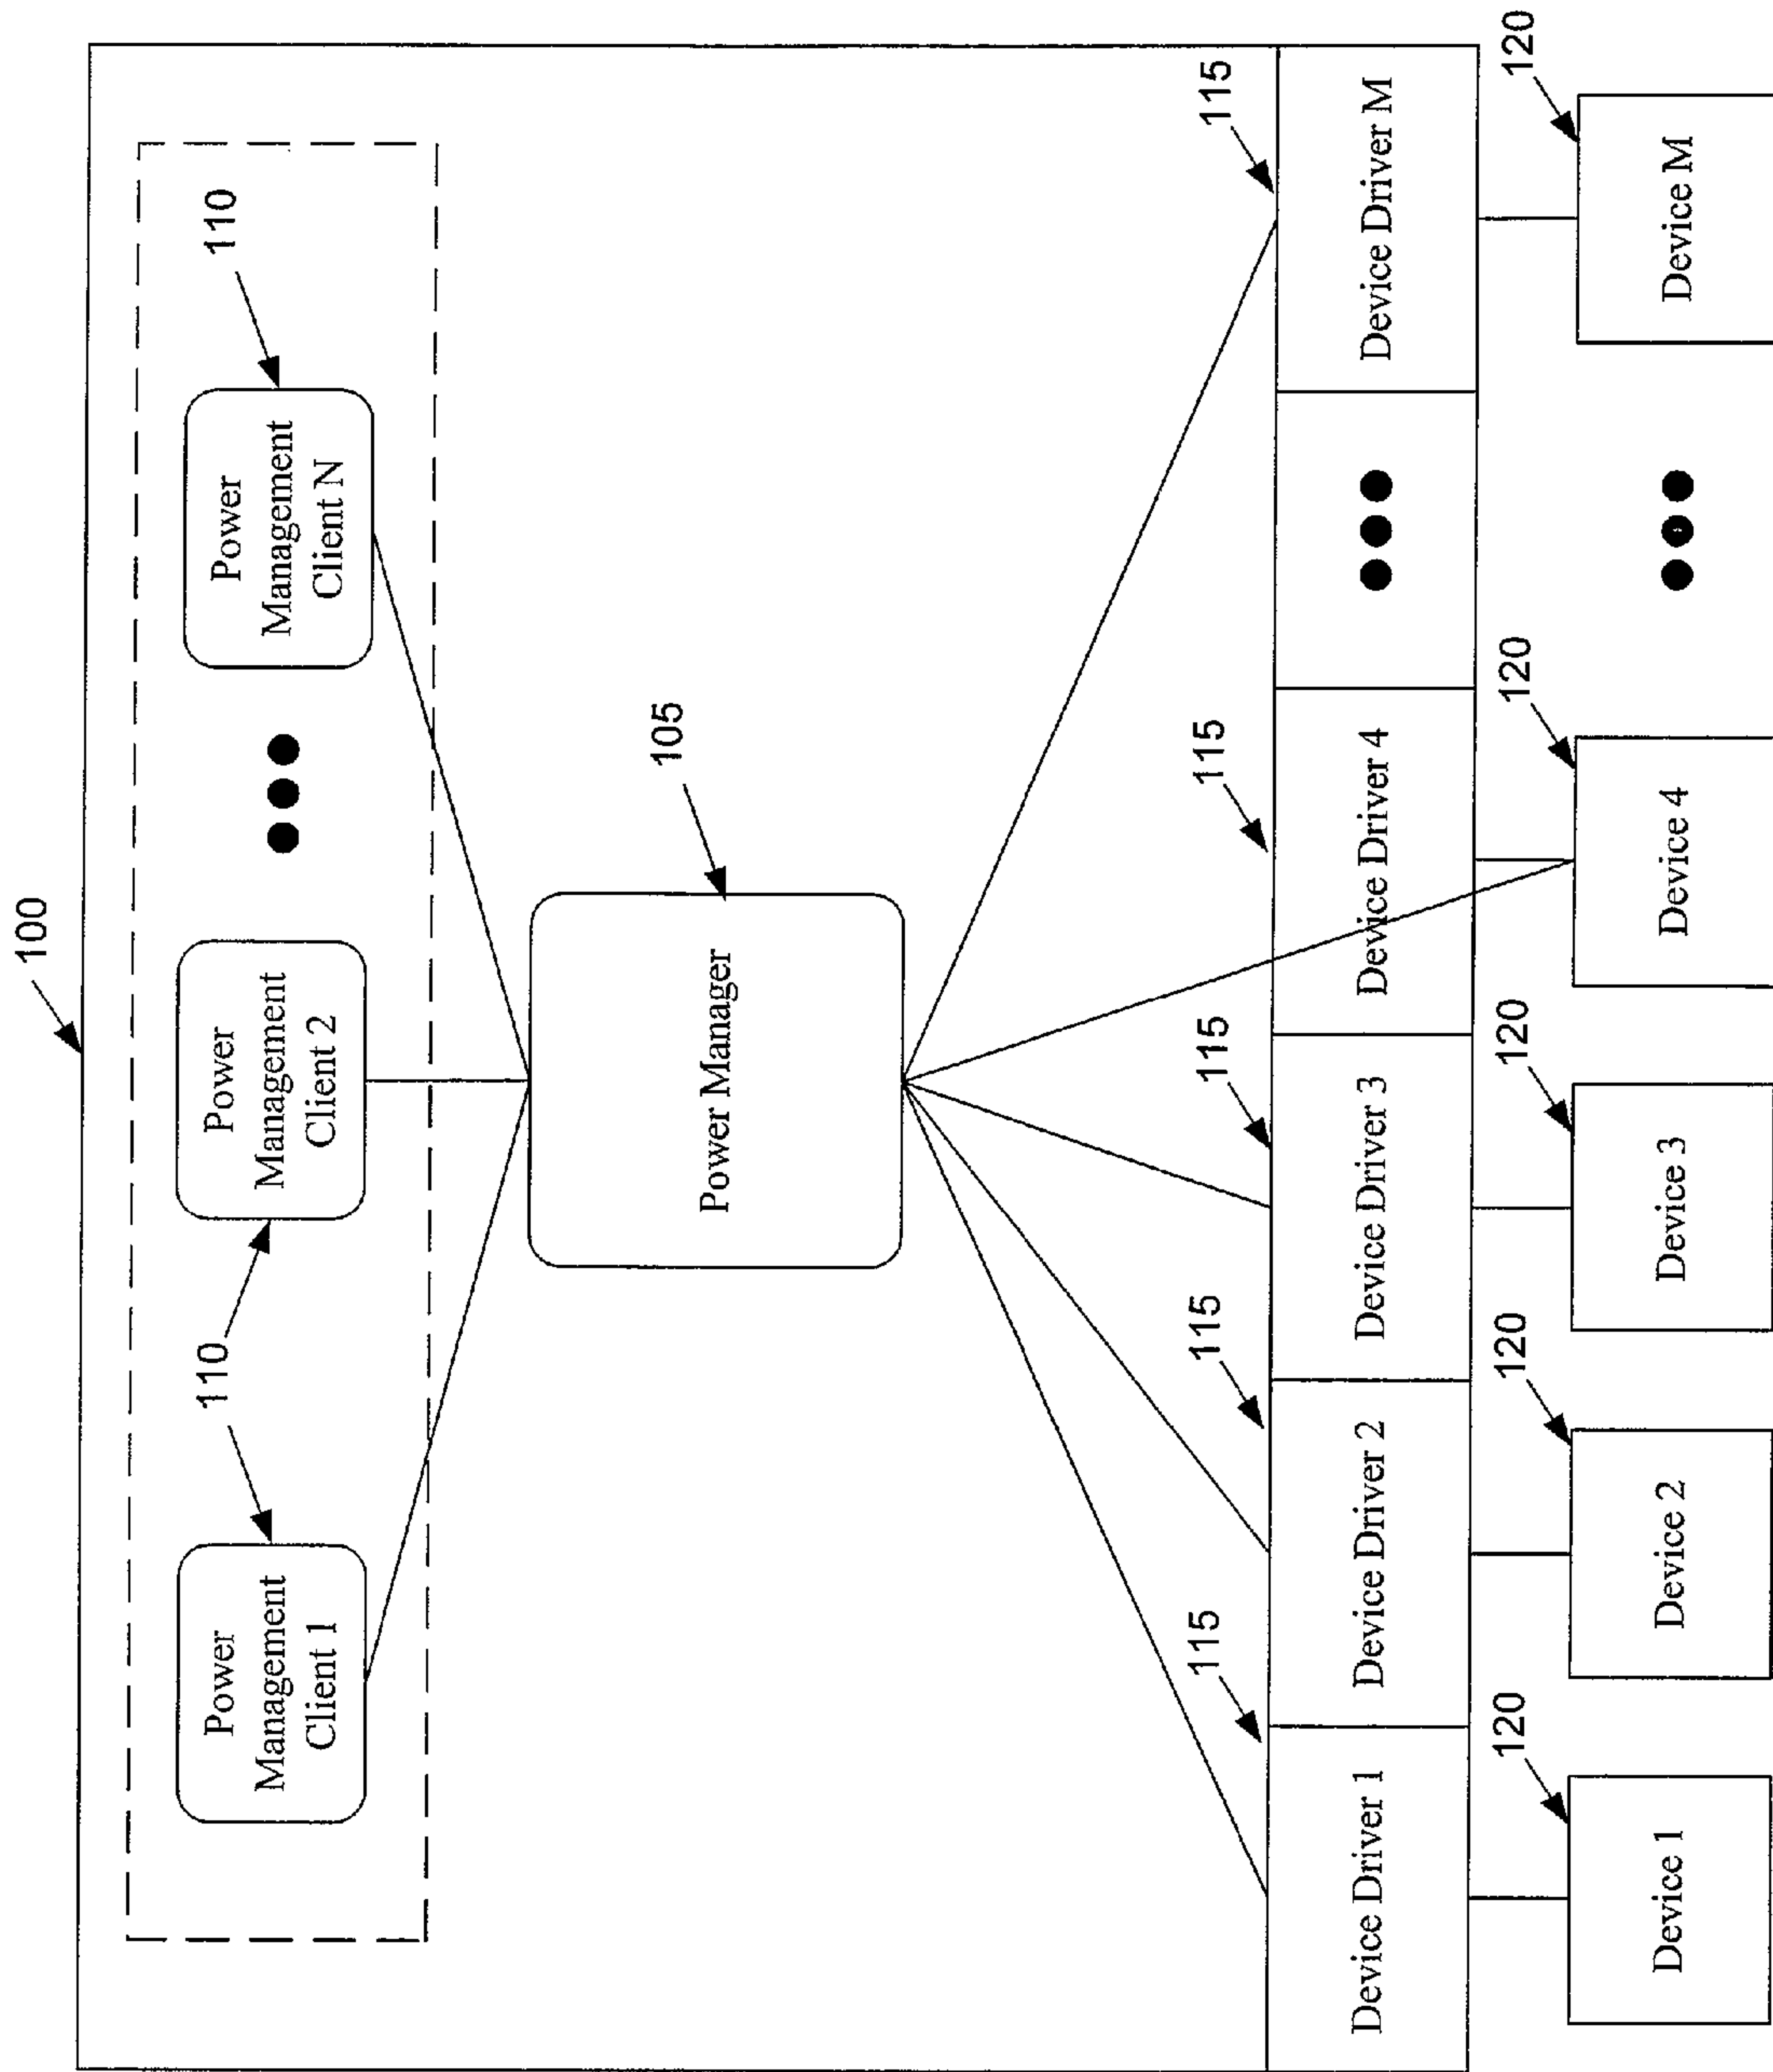 100
110
110
Power
Management
Client 1
Power
Management
Client 2
Power
Management
Client N
105
Power Manager
115
115
115
115
115
Device Driver 1
Device Driver 2
Device Driver 3
Device Driver 4
Device Driver M
120
120
120
120
120
Device 1
Device 2
Device 3
Device 4
Device M